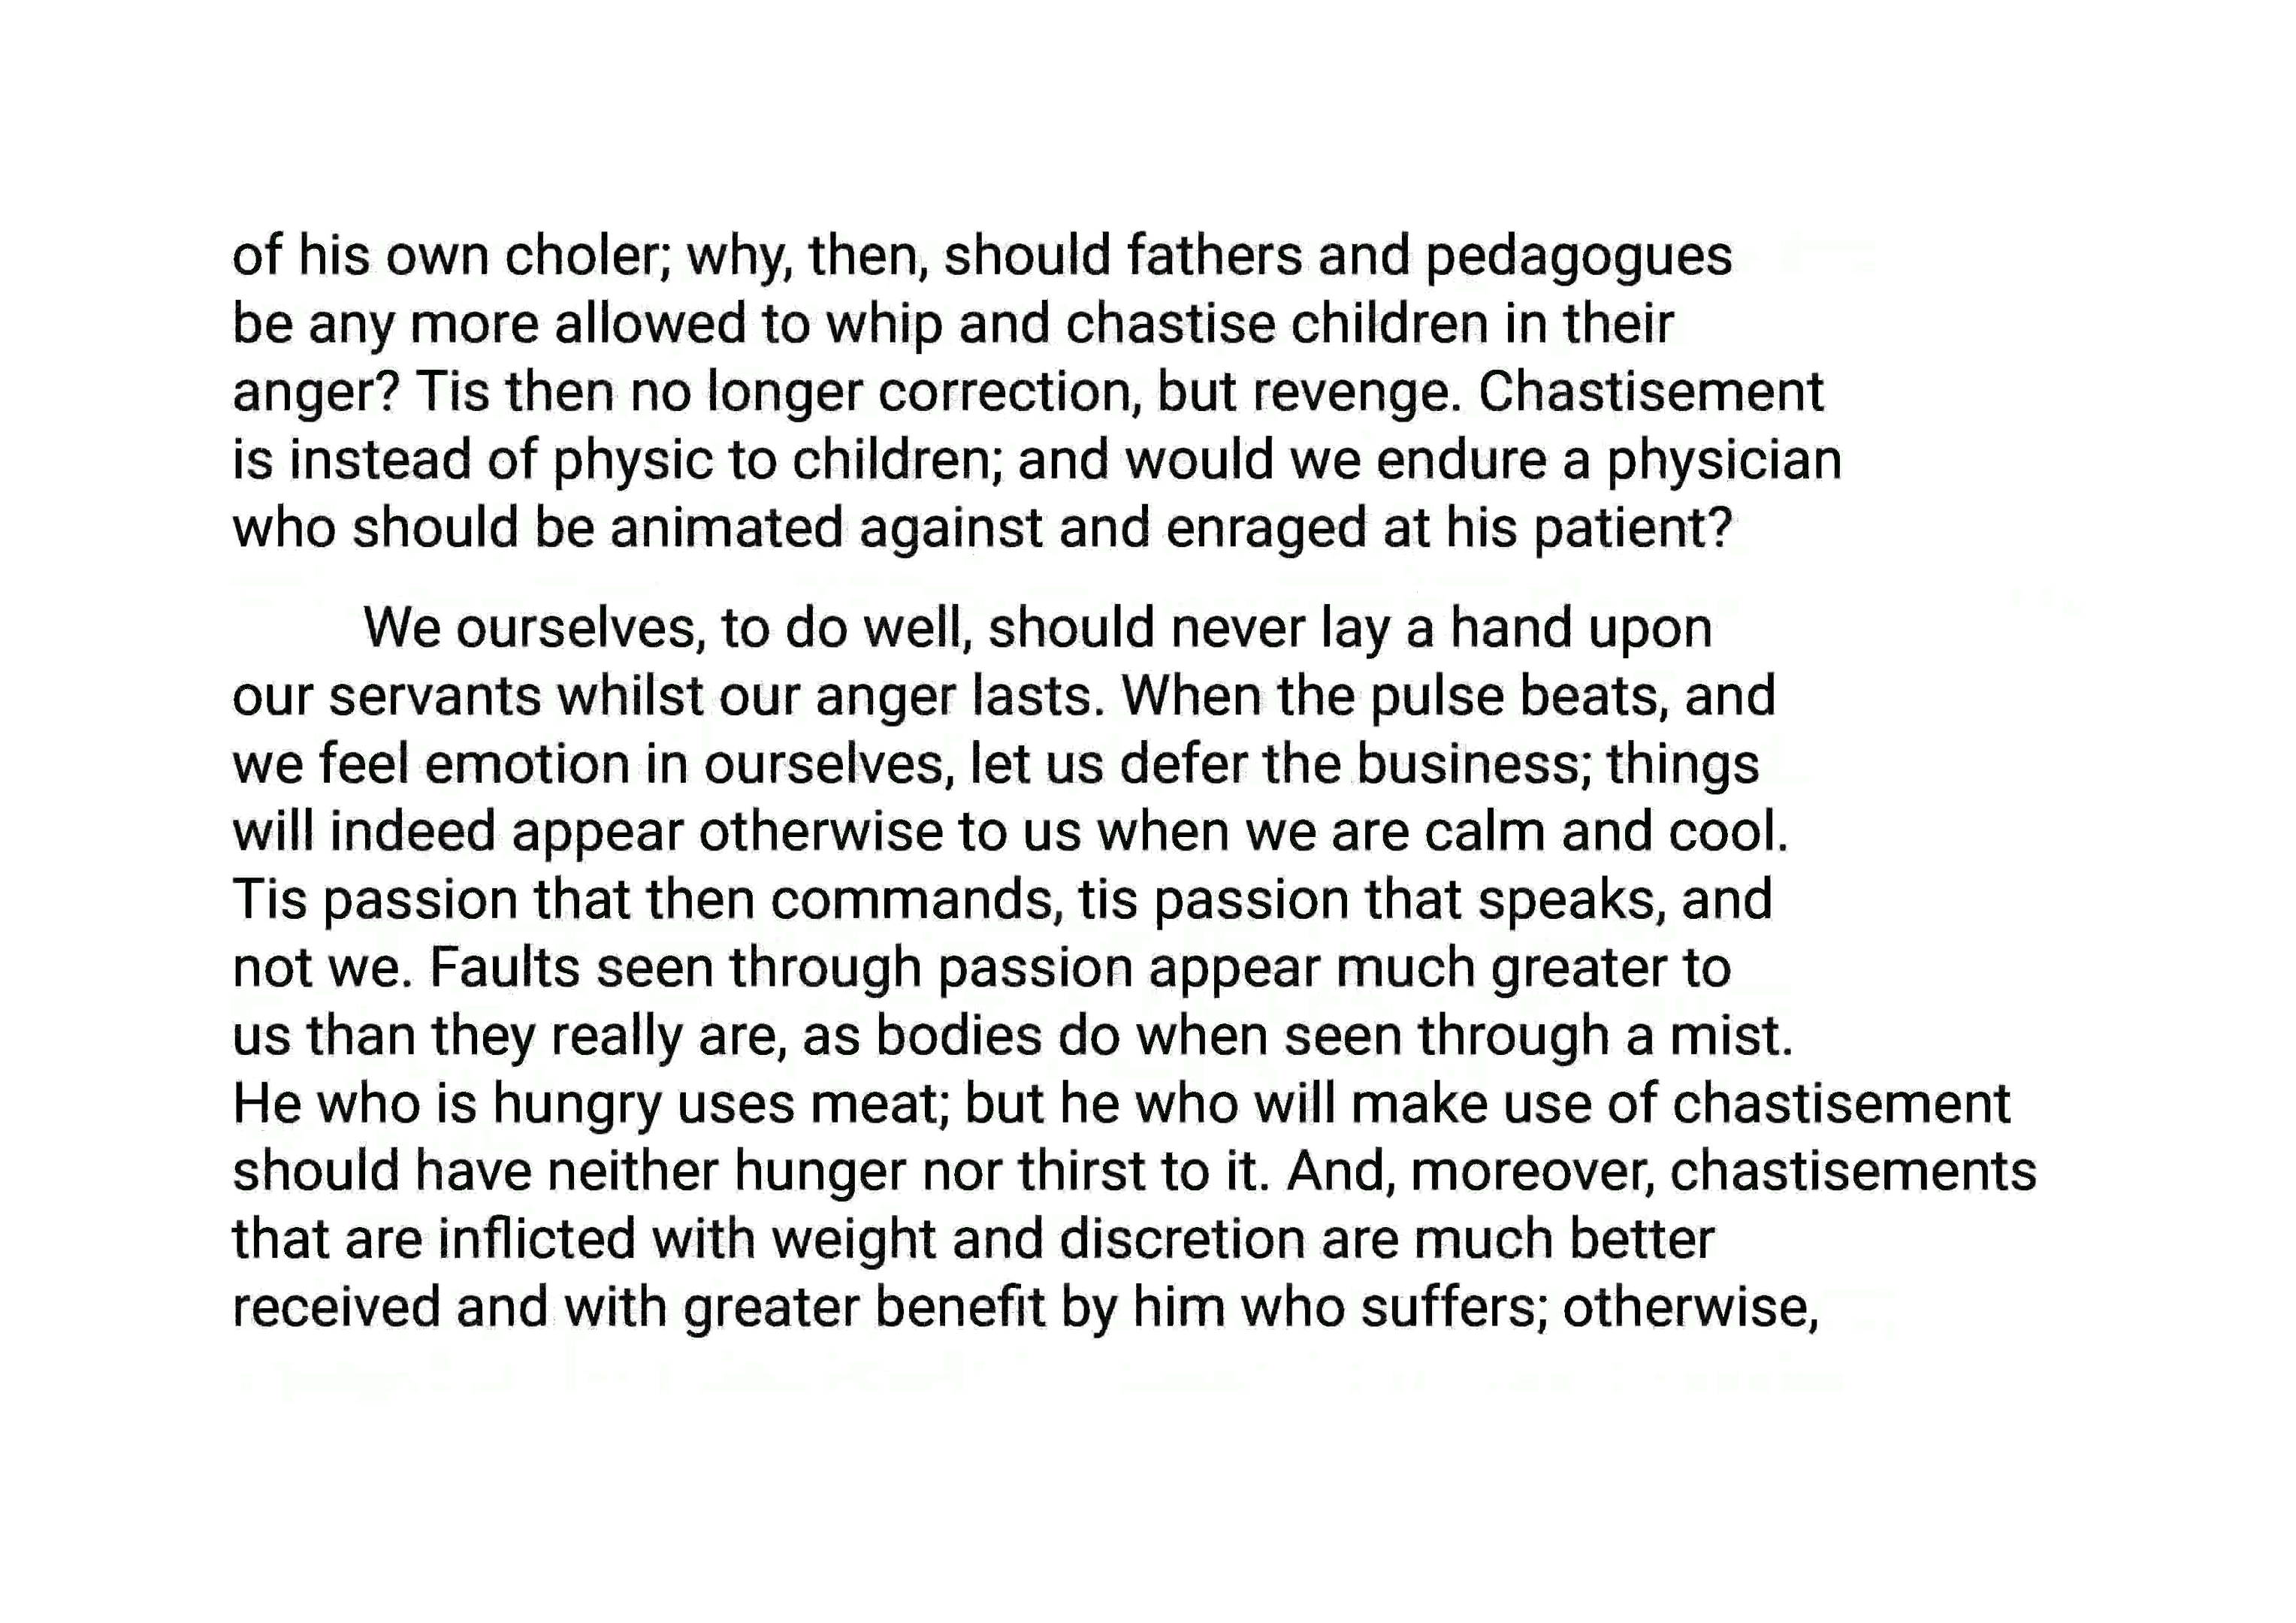 of his own choler; why, then, should fathers and pedagogues
be any more allowed to whip and chastise children in their
anger? Tis then no longer correction, but revenge. Chastisement
is instead of physic to children; and would we endure a physician
who should be animated against and enraged at his patient?
We ourselves, to do well, should never lay a hand upon
our servants whilst our anger lasts. When the pulse beats, and
we feel emotion in ourselves, let us defer the business; things
will indeed appear otherwise to us when we are calm and cool.
Tis passion that then commands, tis passion that speaks, and
not we. Faults seen through passion appear much greater to
us than they really are, as bodies do when seen through a mist.
He who is hungry uses meat; but he who will make use of chastisement
should have neither hunger nor thirst to it. And, moreover, chastisements
that are inflicted with weight and discretion are much better
received and with greater benefit by him who suffers; otherwise,